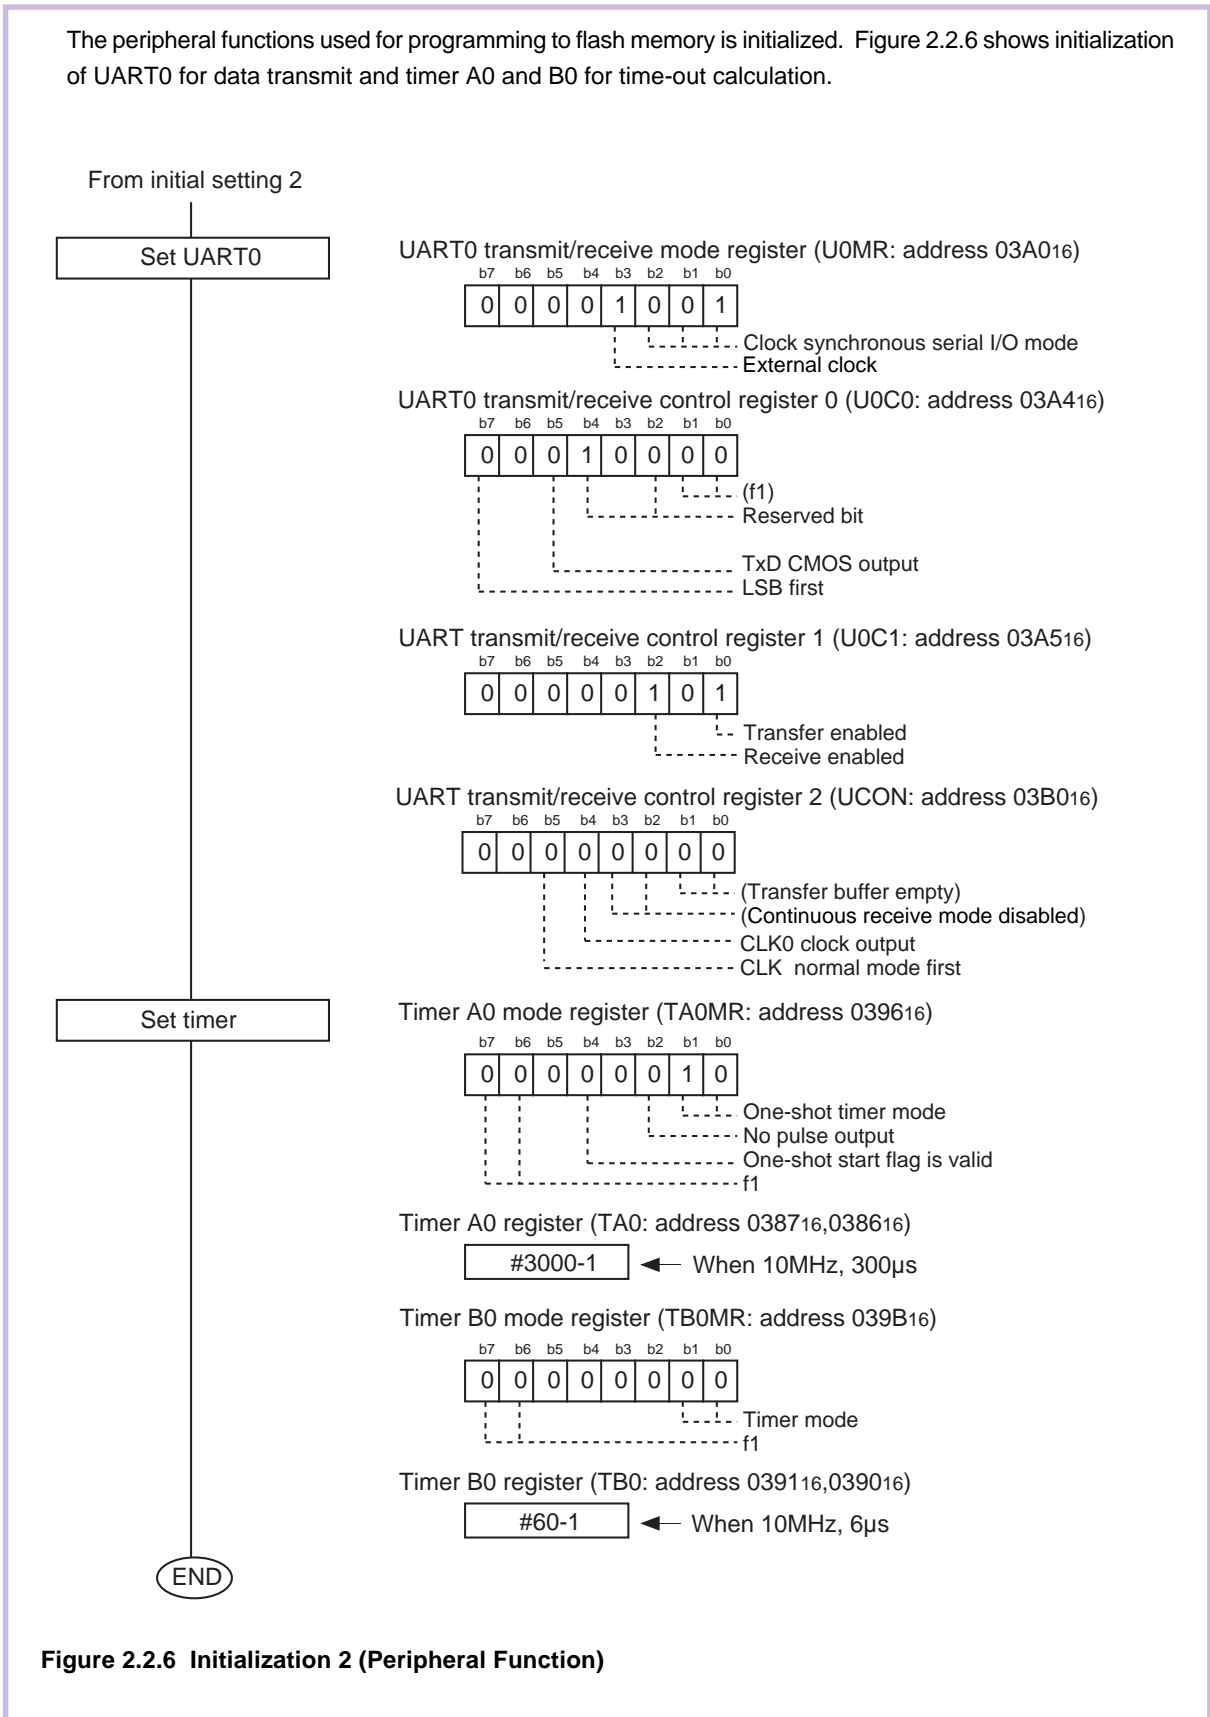 The peripheral functions used for programming to flash memory is initialized.  Figure 2.2.6 shows initialization
of UART0 for data transmit and timer A0 and B0 for time-out calculation.
From initial setting 2
Set UART0
UART0 transmit/receive mode register (U0MR: address 03A016)
b7 b6 b5 b4 b3 b2 b1 b0
0 0 0 0 1 0 0 1
Clock synchronous serial I/O mode
External clock
UART0 transmit/receive control register 0 (U0C0: address 03A416)
b7 b6 b5 b4 b3 b2 b1 b0
0 0 0 1 0 0 0 0
(f1)
Reserved bit
TxD CMOS output
LSB first
UART transmit/receive control register 1 (U0C1: address 03A516)
b7 b6 b5 b4 b3 b2 b1 b0
0 0 0 0 0 1 0 1
Transfer enabled
Receive enabled
UART transmit/receive control register 2 (UCON: address 03B016)
b7 b6 b5 b4 b3 b2 b1 b0
0 0 0 0 0 0 0 0
(Transfer buffer empty)
(Continuous receive mode disabled)
CLK0 clock output
CLK  normal mode first
Set timer
Timer A0 mode register (TA0MR: address 039616)
b7 b6 b5 b4 b3 b2 b1 b0
0 0 0 0 0 0 1 0
One-shot timer mode
No pulse output
One-shot start flag is valid
f1
Timer A0 register (TA0: address 038716,038616)
#3000-1 When 10MHz, 300µs
Timer B0 mode register (TB0MR: address 039B16)
b7 b6 b5 b4 b3 b2 b1 b0
0 0 0 0 0 0 0 0
Timer mode
f1
Timer B0 register (TB0: address 039116,039016)
#60-1 When 10MHz, 6µs
END
Figure 2.2.6  Initialization 2 (Peripheral Function)